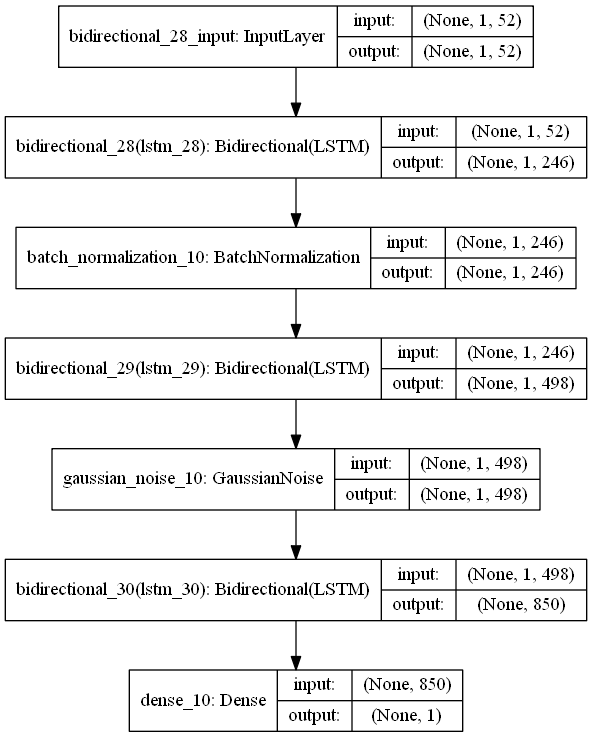 bidirectional_28_input: InputLayer input: (None, 1, 52)
output: (None, 1, 52)
bidirectional_28(lstm_28): Bidirectional(LSTM) input: (None, 1, 52)
output: (None, 1, 246)
batch_normalization_10: BatchNormalization input: (None, 1, 246)
output: (None, 1, 246)
bidirectional_29(lstm_29): Bidirectional(LSTM) input: (None, 1, 246)
output: (None, 1, 498)
gaussian_noise_10: GaussianNoise input: (None, 1, 498)
output: (None, 1, 498)
bidirectional_30(lstm_30): Bidirectional(LSTM) input: (None, 1, 498)
output: (None, 850)
dense_10: Dense input: (None, 850)
output: (None, 1)